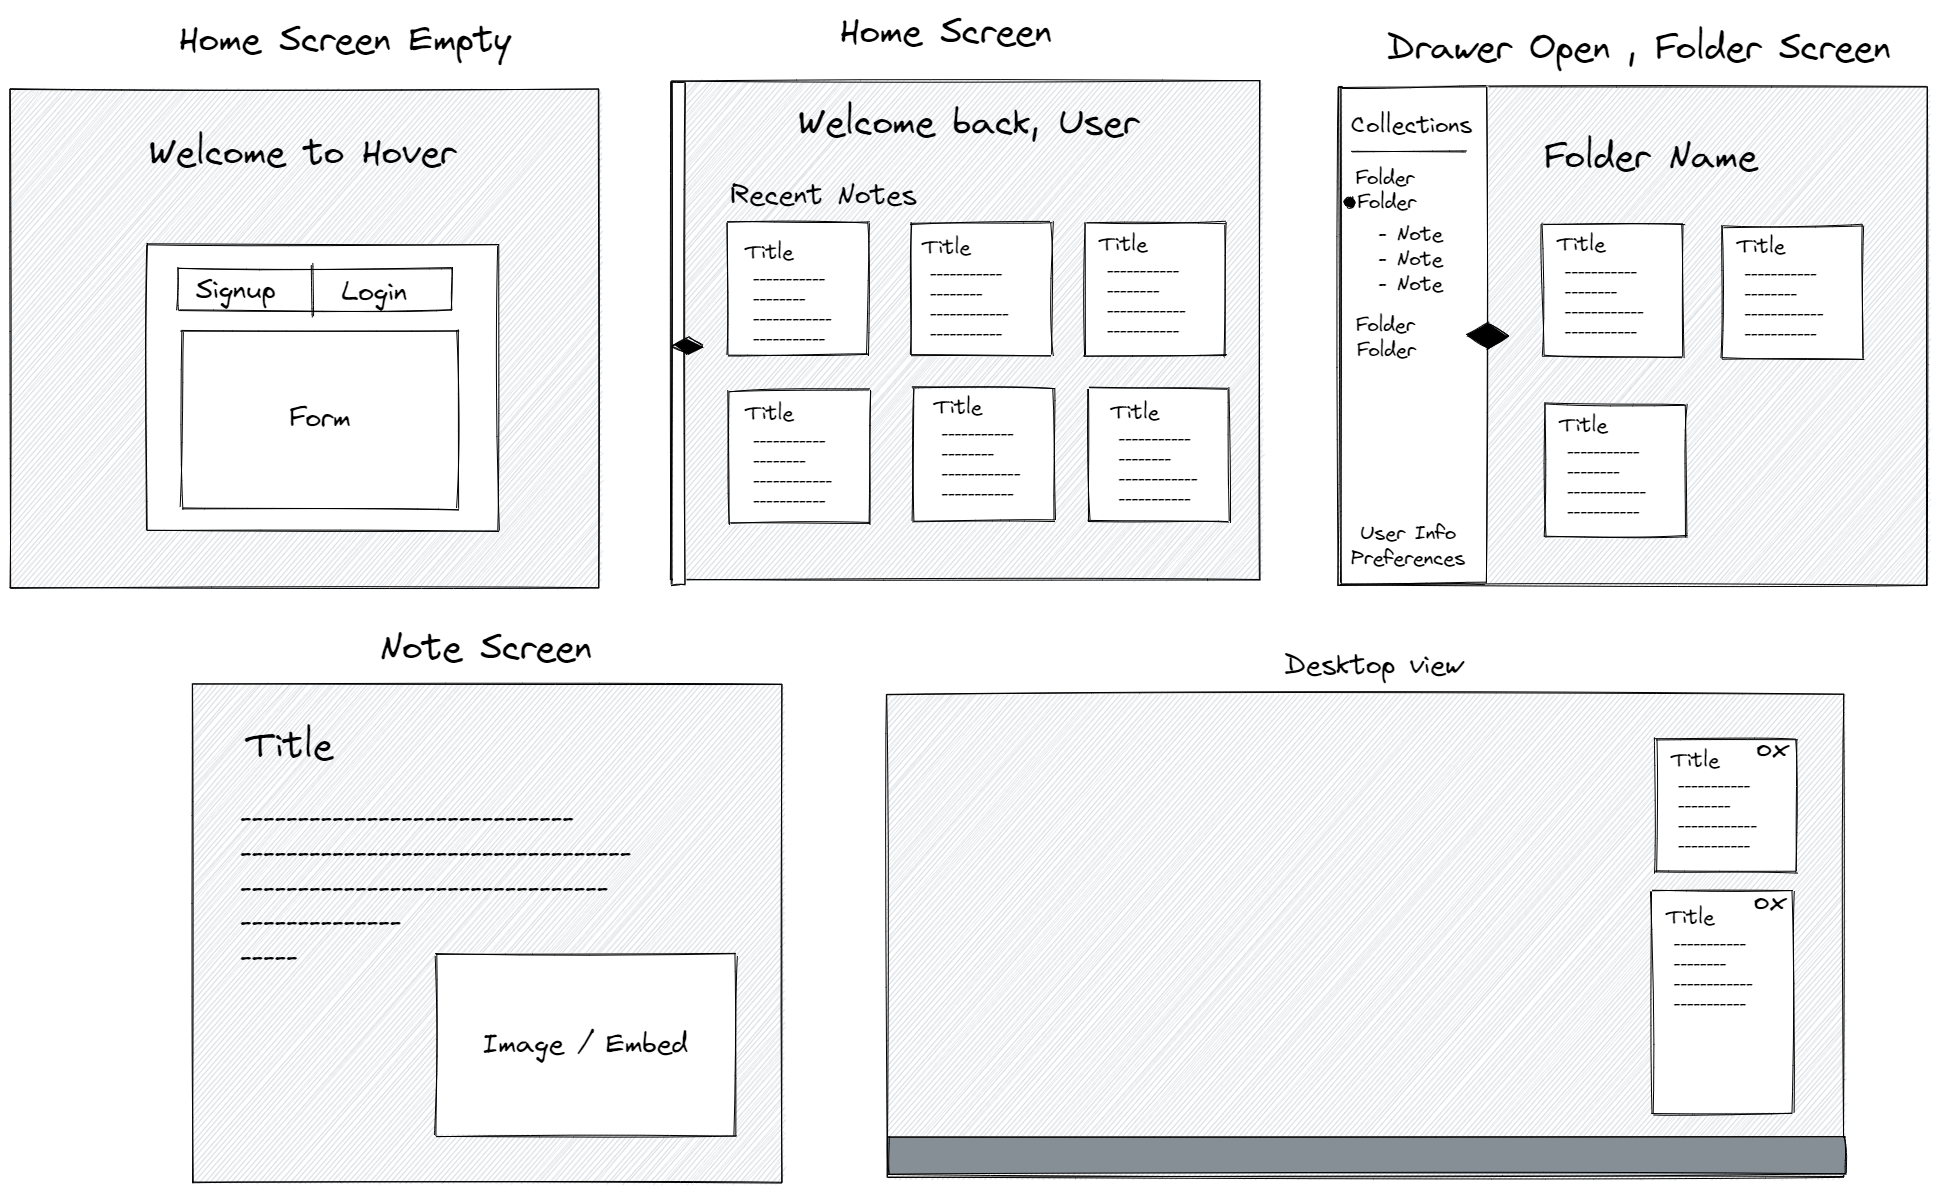 Home Screen Empty
Welcome to Hover
Signup
Login
Form
Home Screen
Welcome back, User
Recent Notes
Title
Title
Title
Title
Title
Title
Drawer Open , Folder Screen
Collections
Folder
Folder
- Note
- Note
- Note
Folder
Folder
User Info
Preferences
Folder Name
Title
Title
Title
Note Screen
Title
Image / Embed
Desktop view
Title
OX
Title
OX